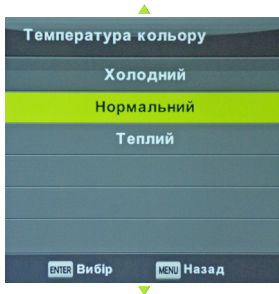 Температура кольору
Холодний
Нормальний
Теплий
ENTER Вибір MENU Назад